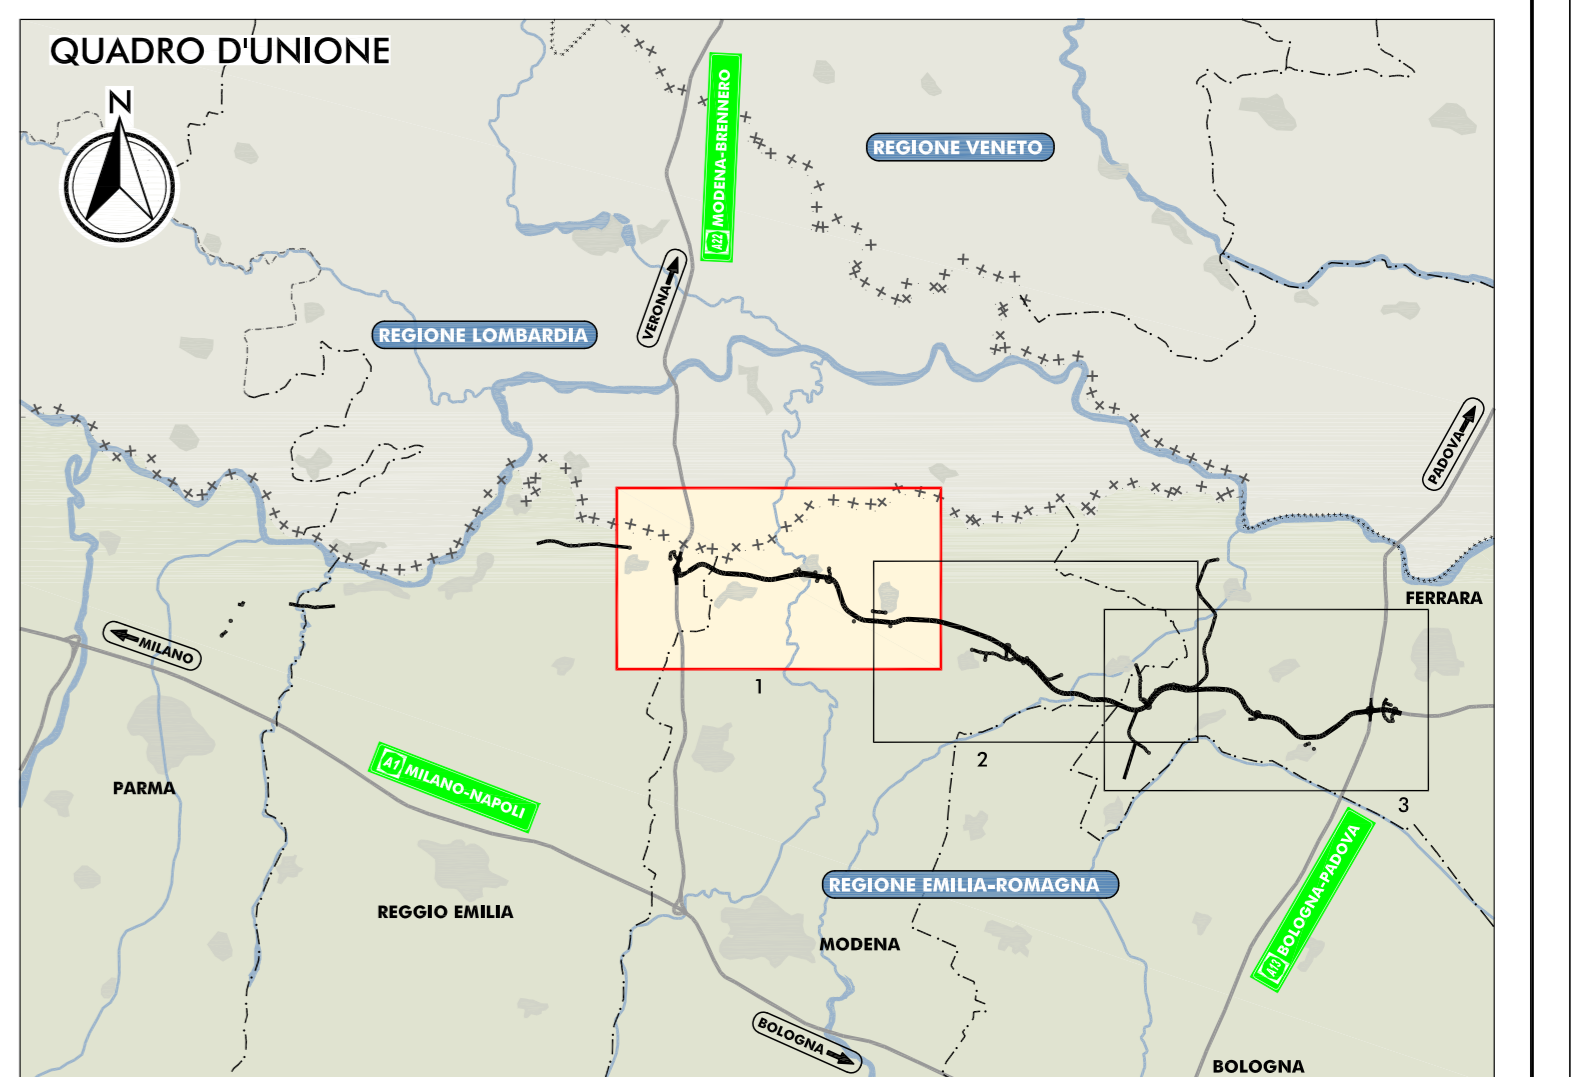 QUADRO D'UNIONE
N
A22 MODENA-BRENNERO
REGIONE VENETO
VERONA
REGIONE LOMBARDIA
PADOVA
FERRARA
MILANO
1
2
PARMA
A1 MILANO-NAPOLI
3
REGIONE EMILIA-ROMAGNA
A13 BOLOGNA-PADOVA
REGGIO EMILIA
MODENA
BOLOGNA
BOLOGNA